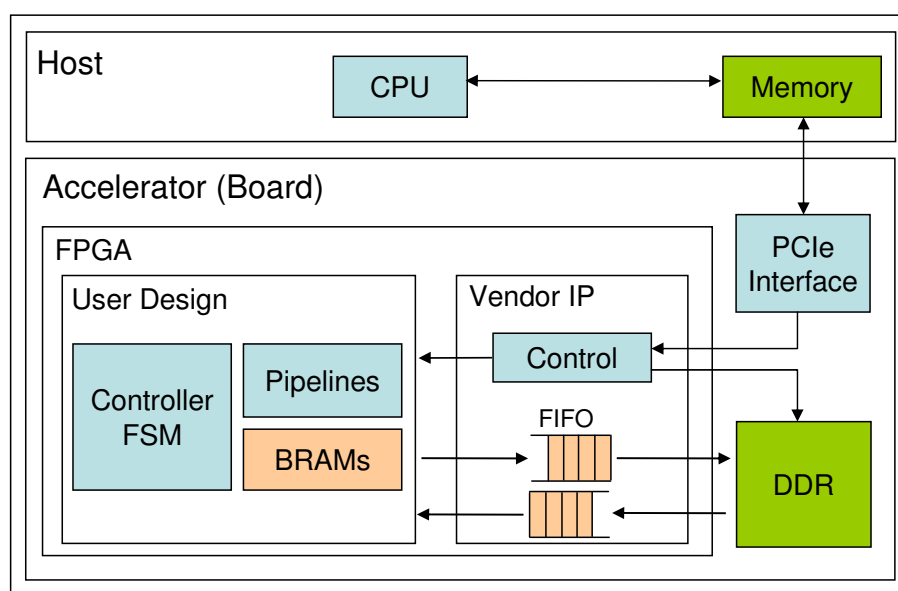 Host
CPU
Memory
Accelerator (Board)
PCIe
Interface
FPGA
User Design
Vendor IP
Controller
FSM
Pipelines
Control
BRAMs
FIFO
DDR